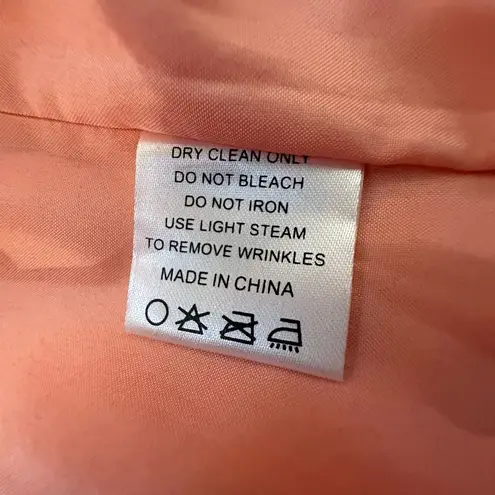 DRY CLEAN ONLY
DO NOT BLEACH
DO NOT IRON
USE LIGHT STEAM
TO REMOVE WRINKLES
MADE IN CHINA